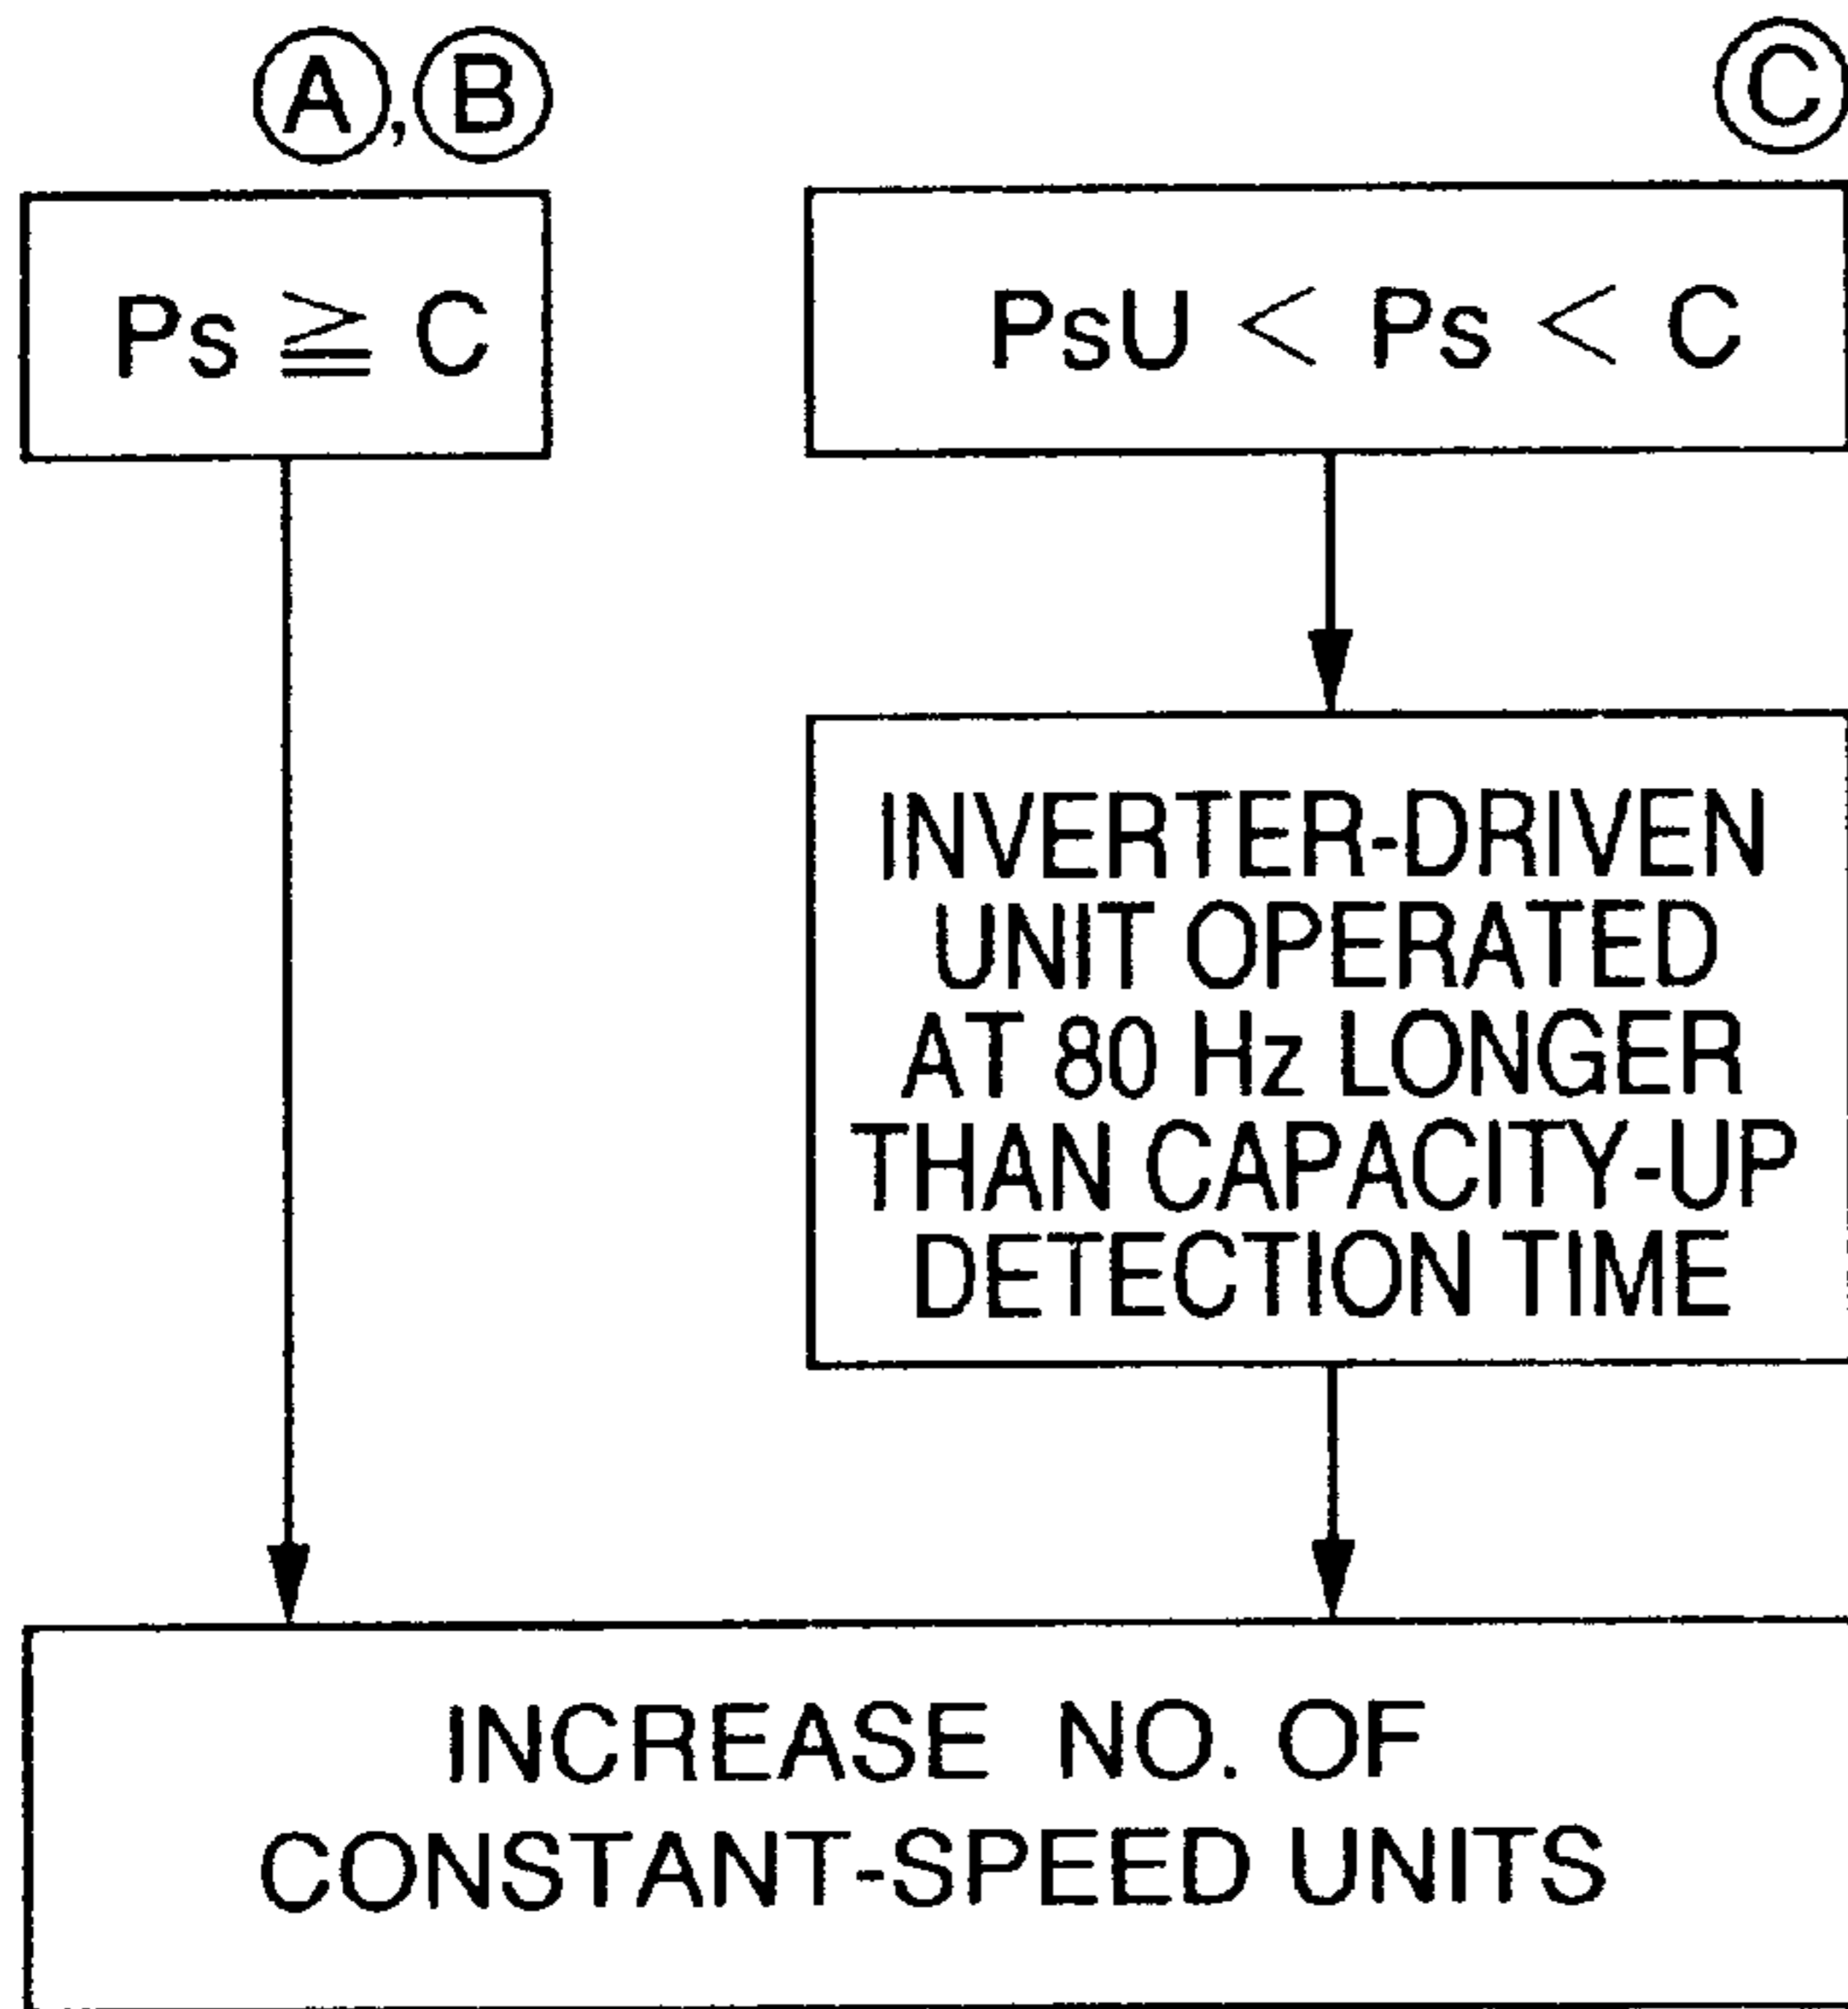 Ⓐ, Ⓑ
Ⓒ
Ps ≧ C
PsU < Ps < C
INVERTER-DRIVEN
UNIT OPERATED
AT 80 Hz LONGER
THAN CAPACITY-UP
DETECTION TIME
INCREASE NO. OF
CONSTANT-SPEED UNITS